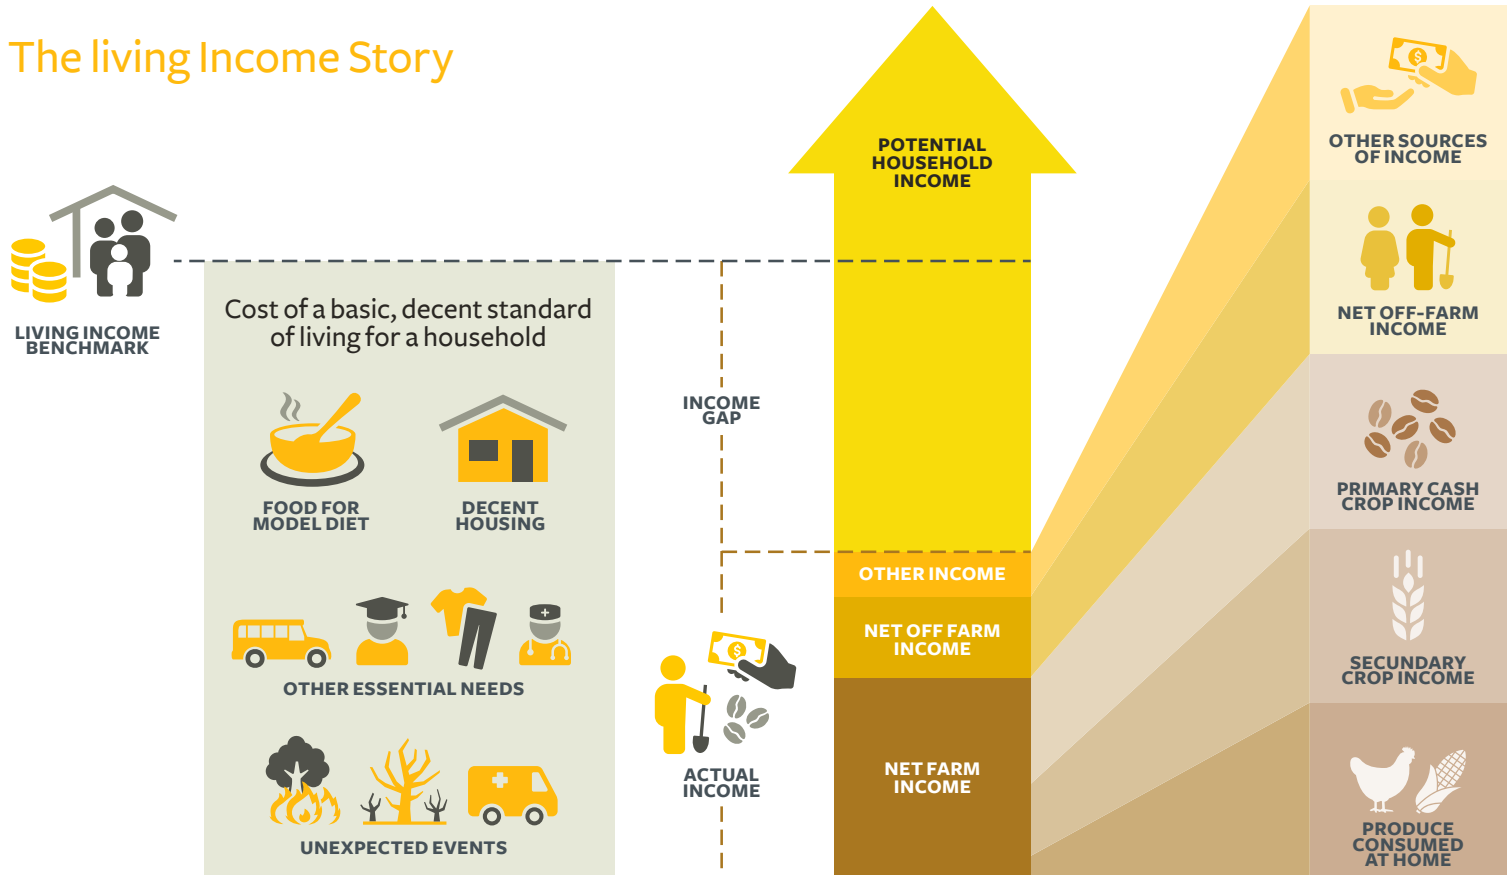 The living Income Story
LIVING INCOME
BENCHMARK
Cost of a basic, decent standard
of living for a household
FOOD FOR
MODEL DIET
DECENT
HOUSING
OTHER ESSENTIAL NEEDS
UNEXPECTED EVENTS
INCOME
GAP
$
ACTUAL
INCOME
POTENTIAL
HOUSEHOLD
INCOME
OTHER INCOME
NET OFF FARM
INCOME
NET FARM
INCOME
$
OTHER SOURCES
OF INCOME
NET OFF-FARM
INCOME
PRIMARY CASH
CROP INCOME
SECUNDARY
CROP INCOME
PRODUCE
CONSUMED
AT HOME